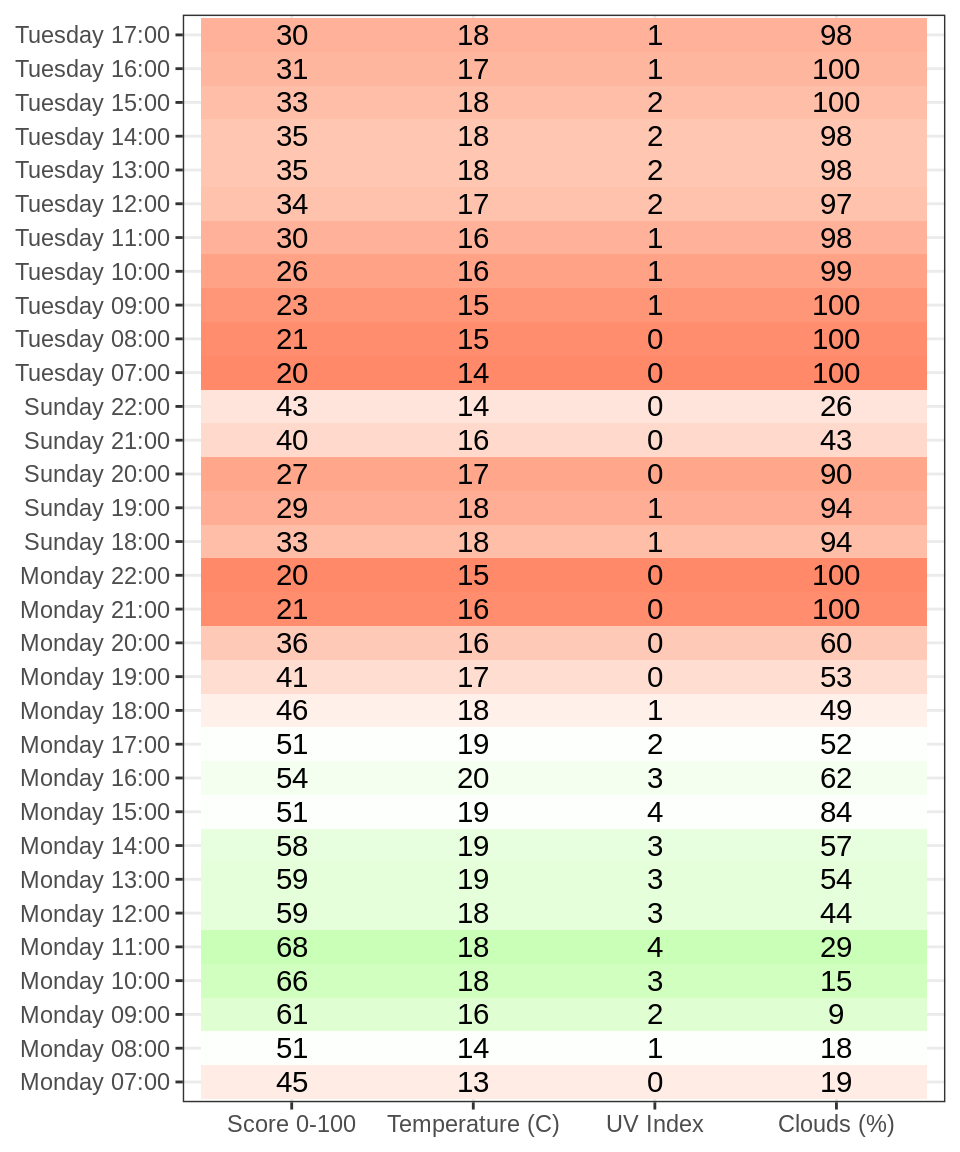 Tuesday 17:00 30 18 1 98
Tuesday 16:00 31 17 1 100
Tuesday 15:00 33 18 2 100
Tuesday 14:00 35 18 2 98
Tuesday 13:00 35 18 2 98
Tuesday 12:00 34 17 2 97
Tuesday 11:00 30 16 1 98
Tuesday 10:00 26 16 1 99
Tuesday 09:00 23 15 1 100
Tuesday 08:00 21 15 0 100
Tuesday 07:00 20 14 0 100
Sunday 22:00 43 14 0 26
Sunday 21:00 40 16 0 43
Sunday 20:00 27 17 0 90
Sunday 19:00 29 18 1 94
Sunday 18:00 33 18 1 94
Monday 22:00 20 15 0 100
Monday 21:00 21 16 0 100
Monday 20:00 36 16 0 60
Monday 19:00 41 17 0 53
Monday 18:00 46 18 1 49
Monday 17:00 51 19 2 52
Monday 16:00 54 20 3 62
Monday 15:00 51 19 4 84
Monday 14:00 58 19 3 57
Monday 13:00 59 19 3 54
Monday 12:00 59 18 3 44
Monday 11:00 68 18 4 29
Monday 10:00 66 18 3 15
Monday 09:00 61 16 2 9
Monday 08:00 51 14 1 18
Monday 07:00 45 13 0 19
Score 0-100 Temperature (C) UV Index Clouds (%)